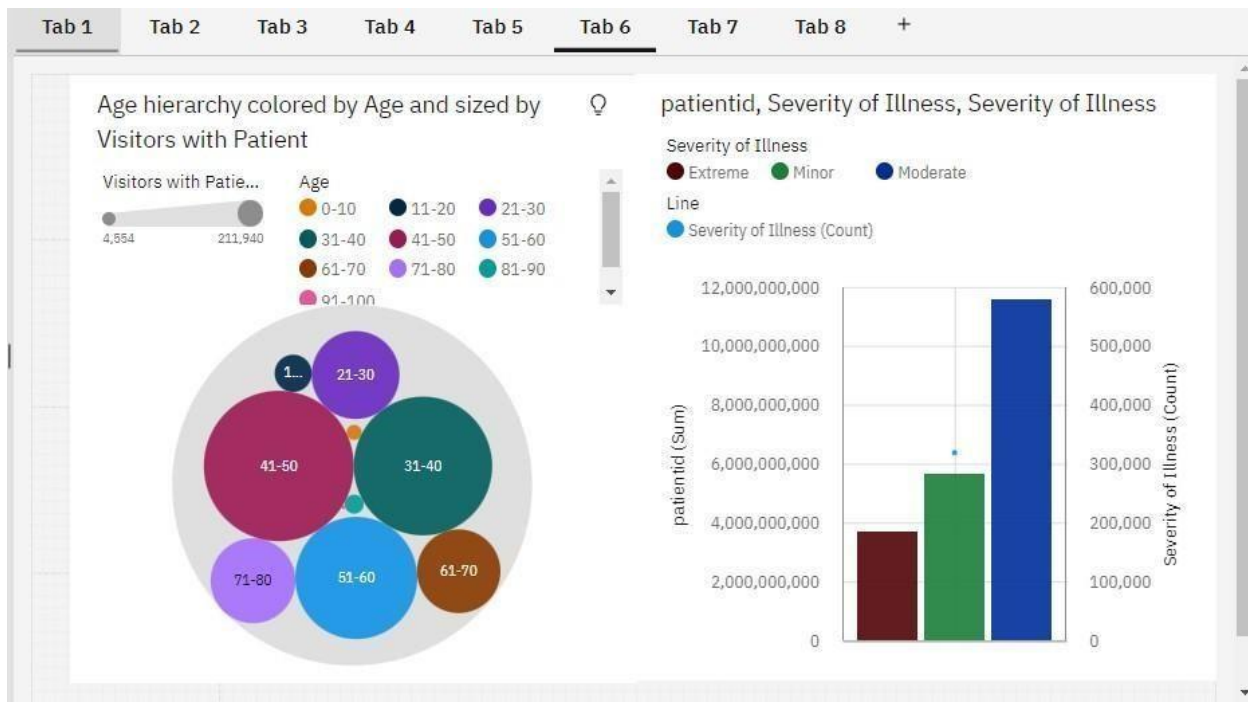 Tab 1 Tab 2 Tab 3 Tab 4 Tab 5 Tab 6 Tab 7 Tab 8 +
Age hierarchy colored by Age and sized by
Visitors with Patient
Visitors with Patie...
4,554 211,940
Age
0-10 11-20 21-30
31-40 41-50 51-60
61-70 71-80 81-90
91-100
1...
21-30
41-50
31-40
71-80
51-60
61-70
patientid, Severity of Illness, Severity of Illness
Severity of Illness
Extreme Minor Moderate
Line
Severity of Illness (Count)
patientid (Sum)
12,000,000,000
10,000,000,000
8,000,000,000
6,000,000,000
4,000,000,000
2,000,000,000
0
600,000
500,000
400,000
300,000
200,000
100,000
0
Severity of Illness (Count)